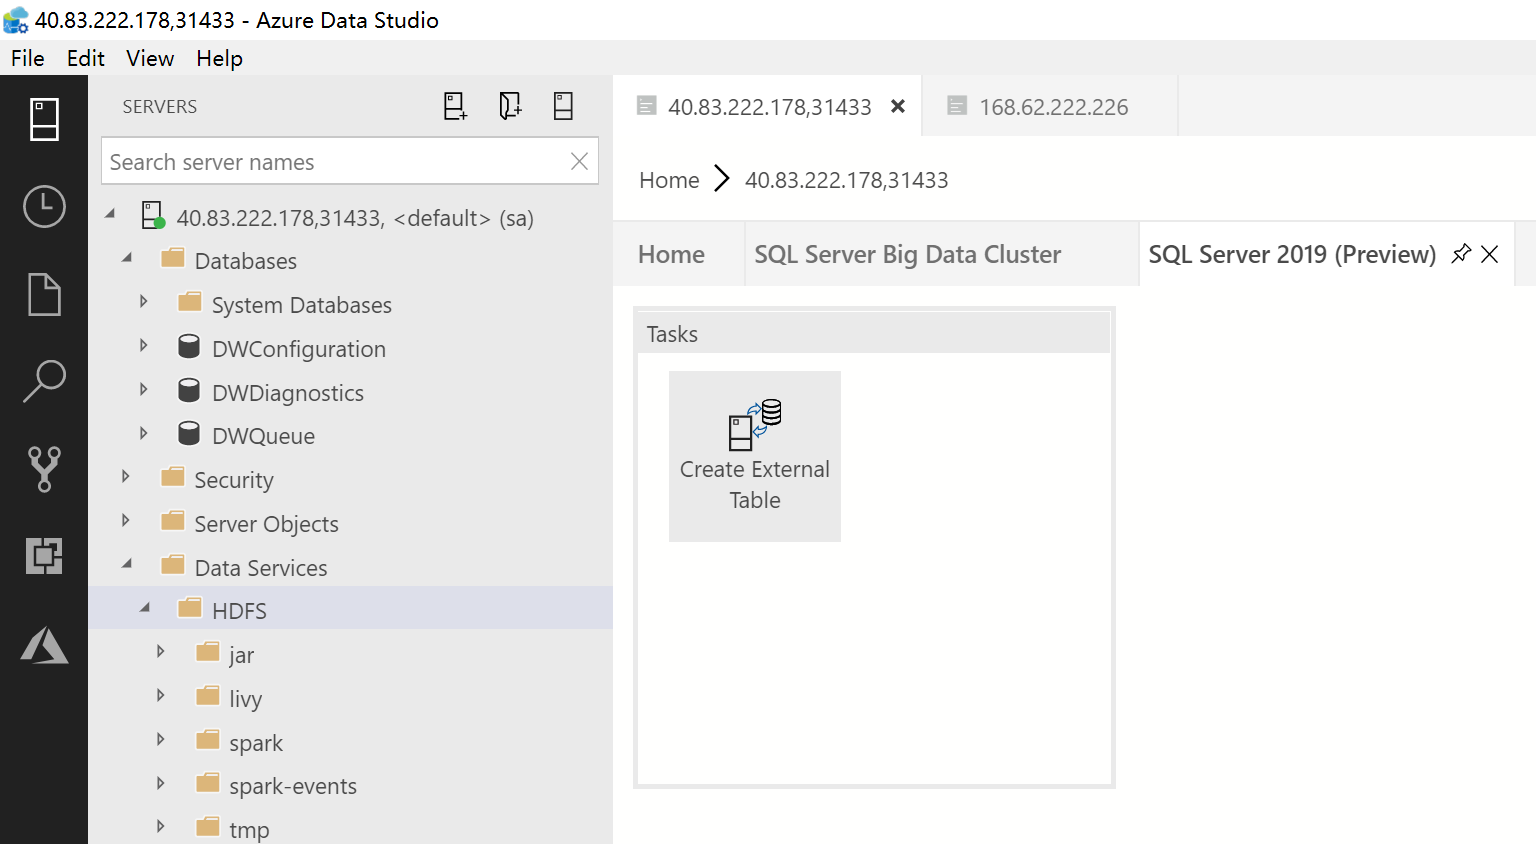 40.83.222.178,31433 - Azure Data Studio
File Edit View Help
SERVERS
Search server names
40.83.222.178,31433, <default> (sa)
Databases
System Databases
DWConfiguration
DWDiagnostics
DWQueue
Security
Server Objects
Data Services
HDFS
jar
livy
spark
spark-events
tmp
40.83.222.178,31433
168.62.222.226
Home 40.83.222.178,31433
Home
SQL Server Big Data Cluster
SQL Server 2019 (Preview)
Tasks
Create External
Table